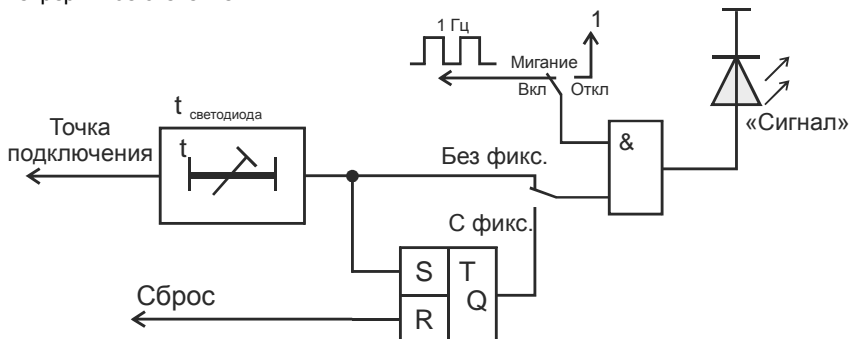 1 Гц
1
Мигание
Вкл
Откл
t светодиода
Точка
подключения
t
Без фикс.
&
«Сигнал»
С фикс.
S
T
Q
R
Сброс